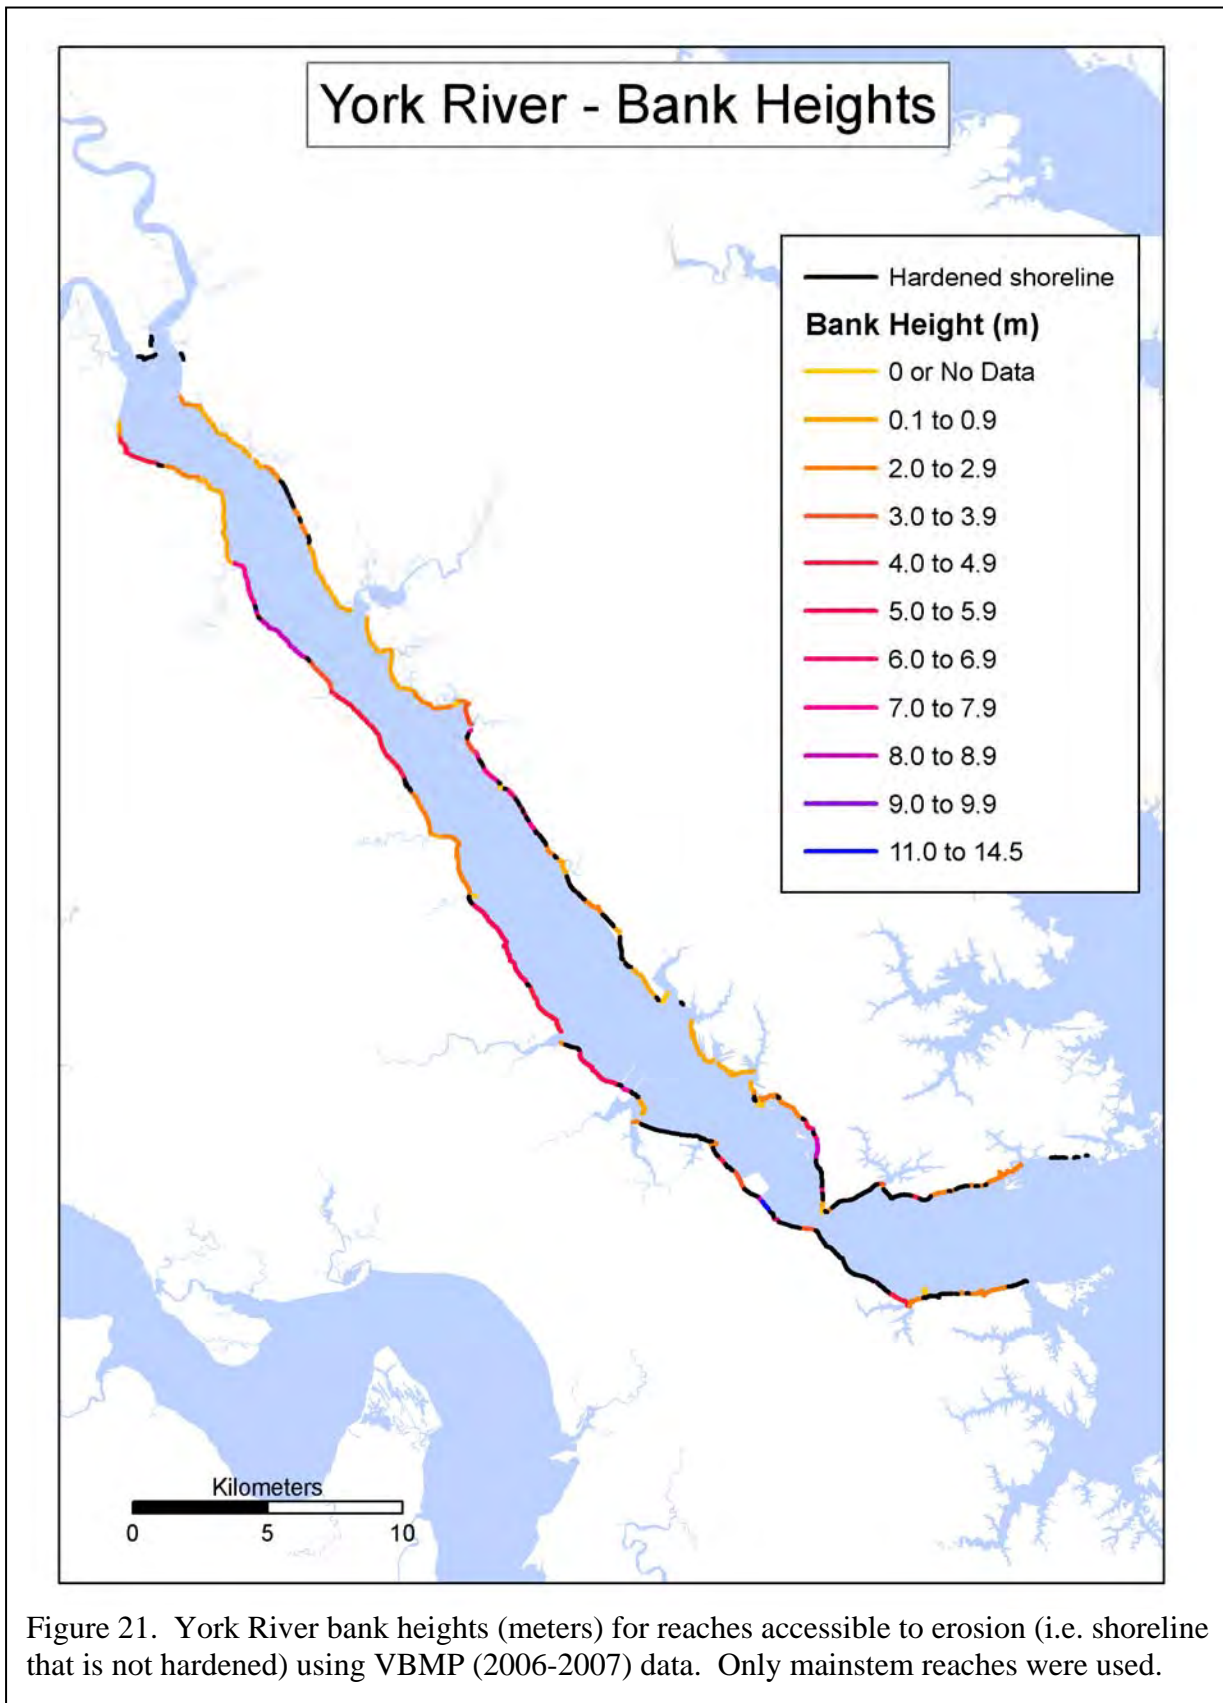 York River - Bank Heights
Hardened shoreline
Bank Height (m)
0 or No Data
0.1 to 0.9
2.0 to 2.9
3.0 to 3.9
4.0 to 4.9
5.0 to 5.9
6.0 to 6.9
7.0 to 7.9
8.0 to 8.9
9.0 to 9.9
11.0 to 14.5
Kilometers
0 5 10
Figure 21. York River bank heights (meters) for reaches accessible to erosion (i.e. shoreline
that is not hardened) using VBMP (2006-2007) data. Only mainstem reaches were used.